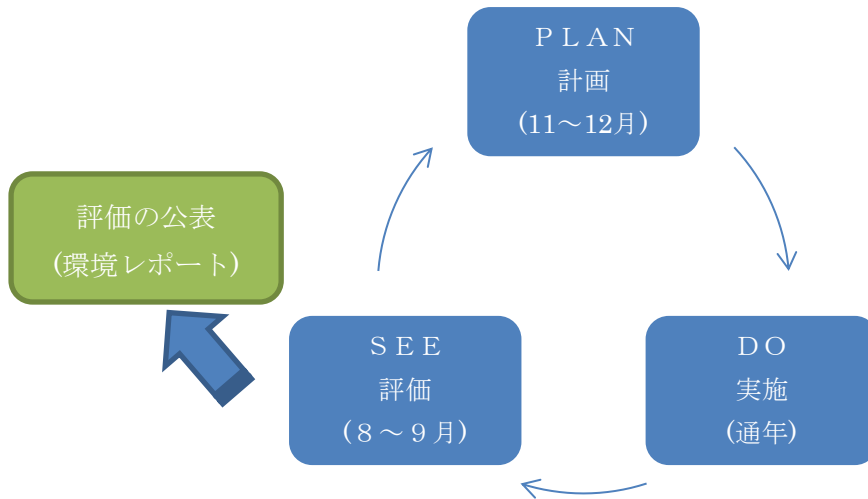 ＰＬＡＮ
計画
(11～12月)
評価の公表
(環境レポート)
ＳＥＥ
評価
(８～９月)
ＤＯ
実施
(通年)